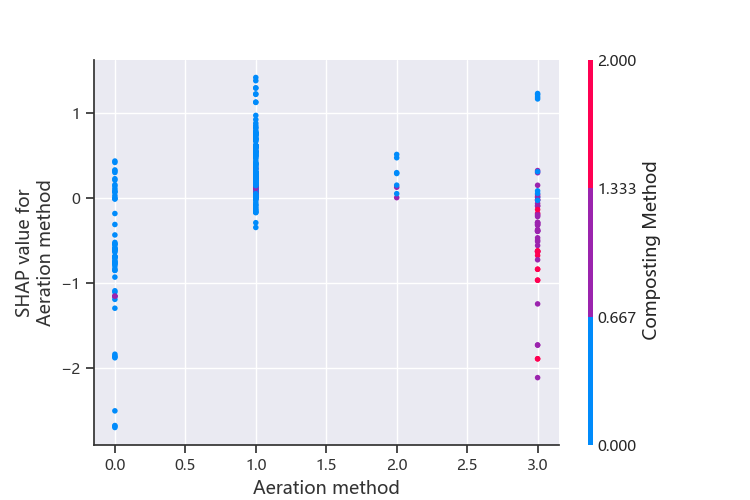 2.000
1.333
0.667
0.000
Composting Method
1
0
−1
−2
SHAP value for
Aeration method
0.0 0.5 1.0 1.5 2.0 2.5 3.0
Aeration method